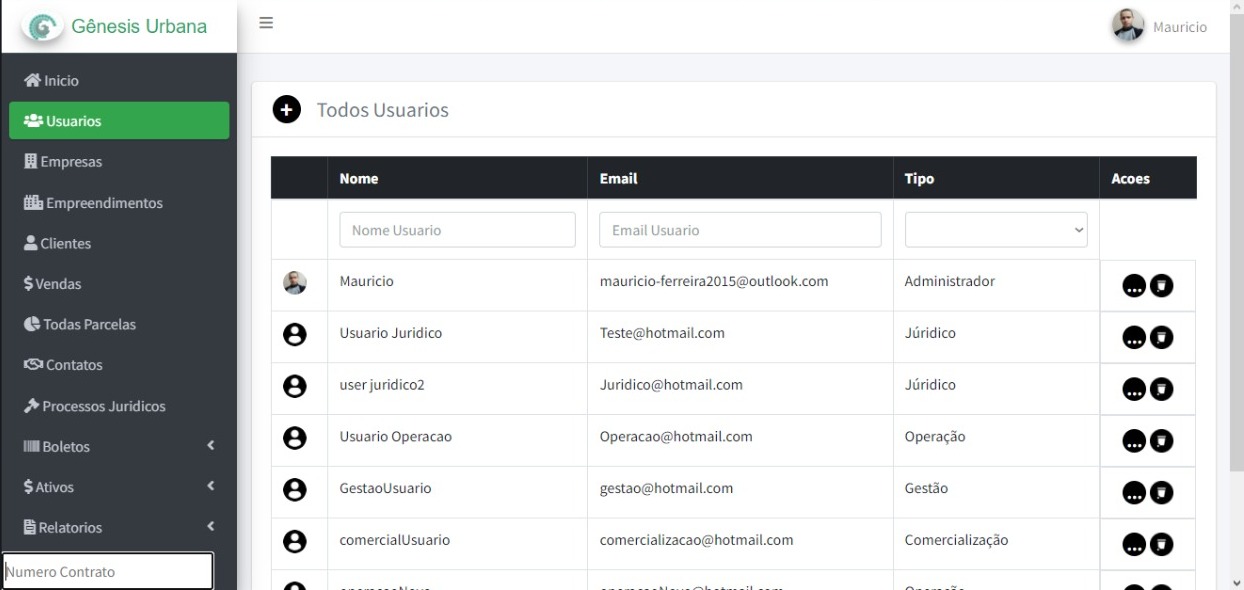 Gênesis Urbana
Mauricio
Inicio
Usuarios
Empresas
Empreendimentos
Clientes
Vendas
Todas Parcelas
Contatos
Processos Juridicos
Boletos
Ativos
Relatorios
Numero Contrato
Todos Usuarios
Nome Email Tipo Acoes
Nome Usuario Email Usuario
Mauricio mauricio-ferreira2015@outlook.com Administrador
Usuario Juridico Teste@hotmail.com Júridico
user juridico2 Juridico@hotmail.com Júridico
Usuario Operacao Operacao@hotmail.com Operação
GestaoUsuario gestao@hotmail.com Gestão
comercialUsuario comercializacao@hotmail.com Comercialização